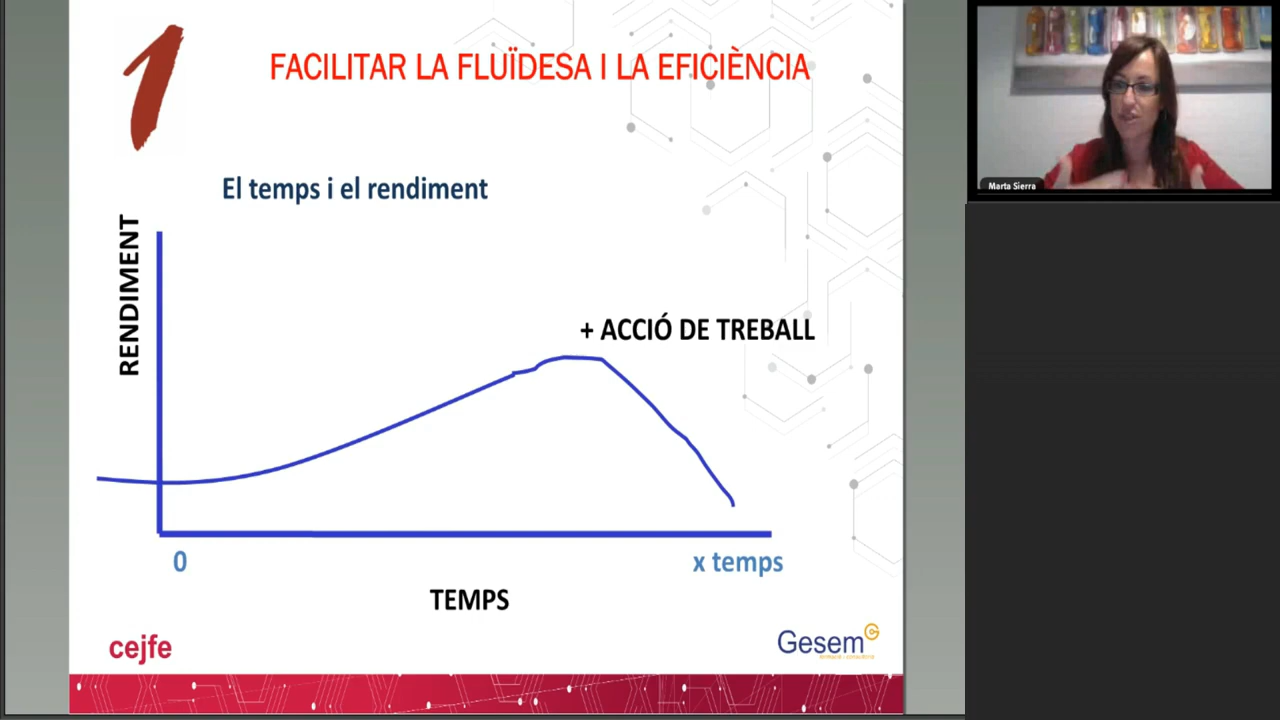 1
FACILITAR LA FLUÏDESA I LA EFICIÈNCIA
Marta Sierra
El temps i el rendiment
RENDIMENT
+ ACCIÓ DE TREBALL
0
x temps
TEMPS
cejfe
Gesem